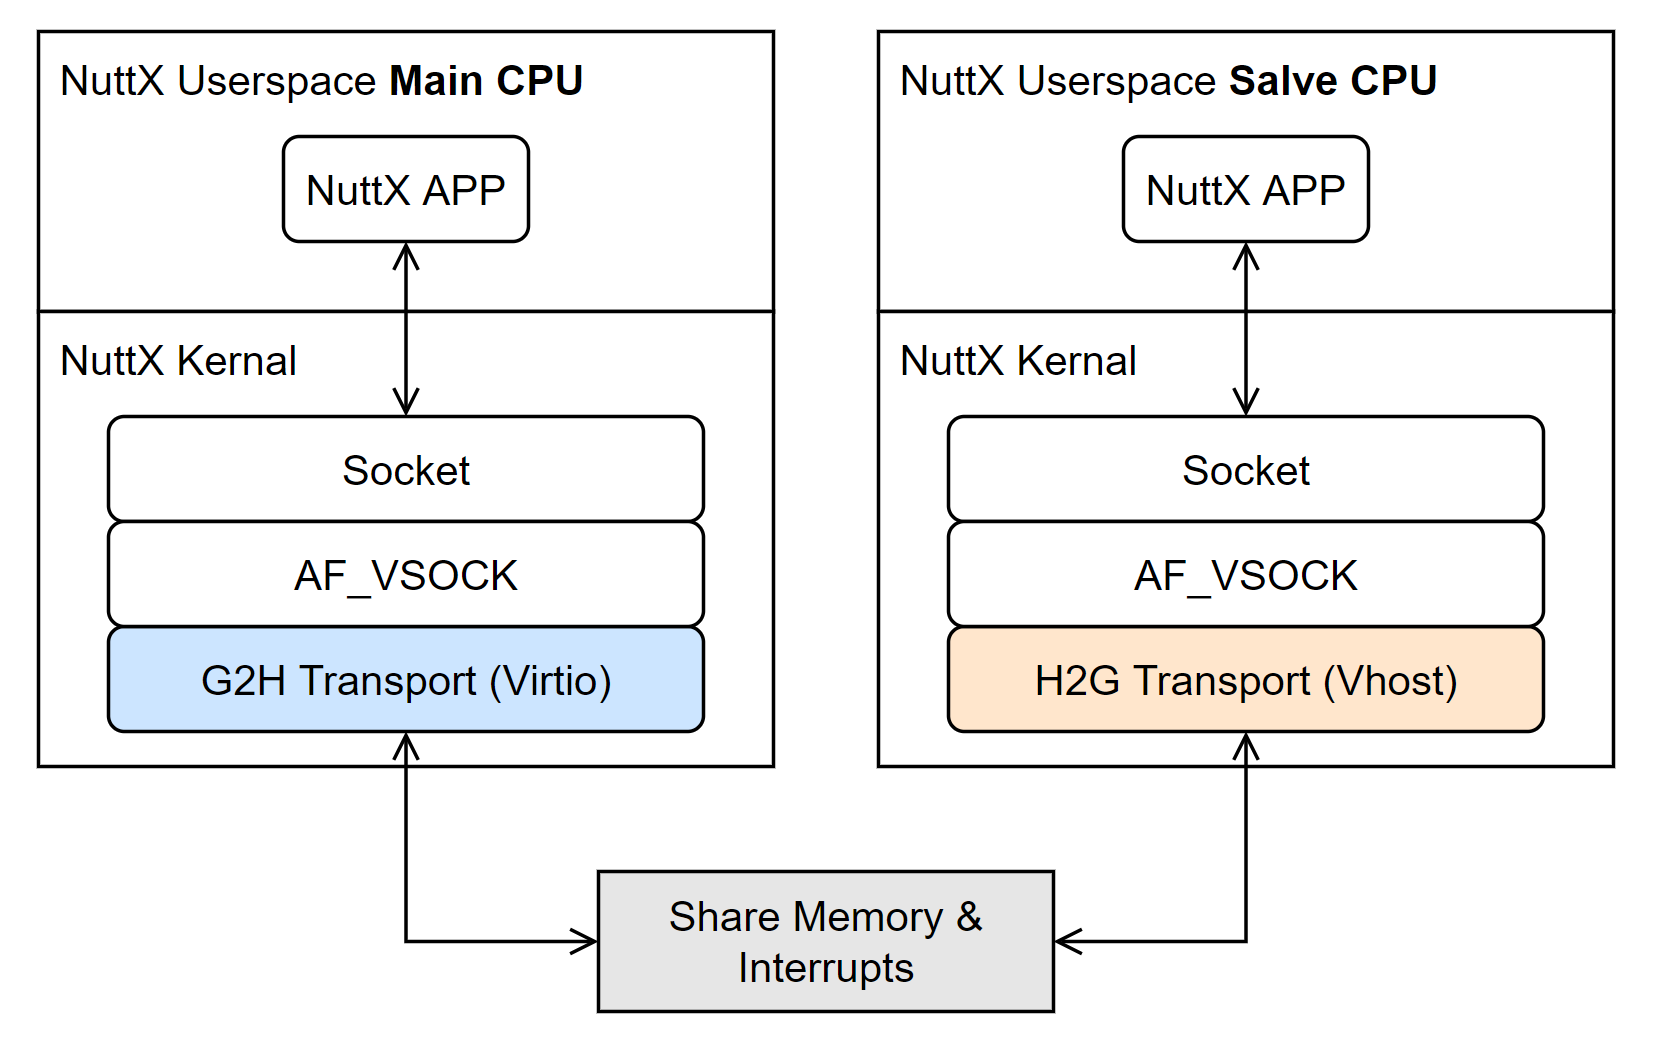 NuttX Userspace Main CPU
NuttX APP
NuttX Kernal
Socket
AF_VSOCK
G2H Transport (Virtio)
NuttX Userspace Salve CPU
NuttX APP
NuttX Kernal
Socket
AF_VSOCK
H2G Transport (Vhost)
Share Memory &
Interrupts